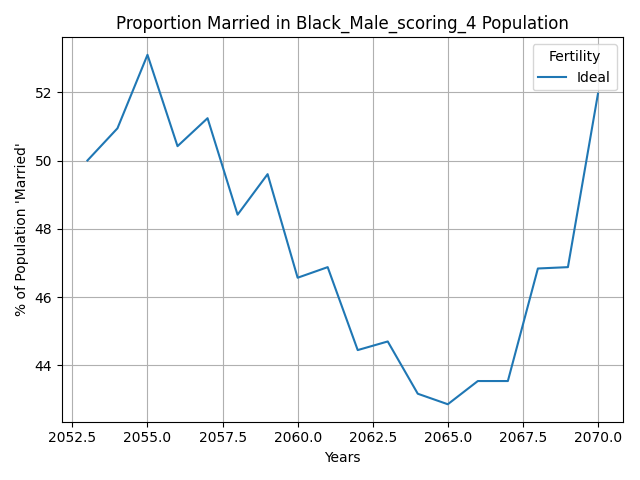 Proportion Married in Black_Male_scoring_4 Population
Fertility
Ideal
% of Population 'Married'
52
50
48
46
44
2052.5 2055.0 2057.5 2060.0 2062.5 2065.0 2067.5 2070.0
Years